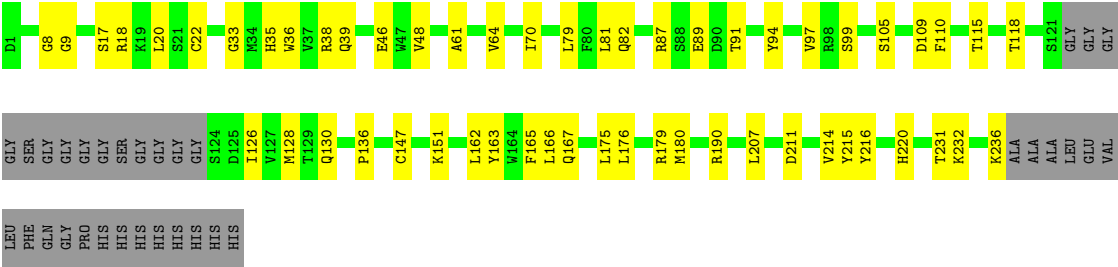 D1 G8 G9 S17 R18 K19 L20 S21 C22 G33 M34 H35 W36 V37 R38 Q39 E46 W47 V48 A61 V64 I70 L79 F80 L81 Q82 R87 S88 E89 D90 T91 Y94 V97 R98 S99 S105 D109 F110 T115 T118 S121 GLY GLY GLY
GLY SER GLY GLY GLY GLY SER GLY GLY GLY GLY S124 D125 I126 V127 M128 T129 Q130 P136 C147 K151 L162 Y163 W164 F165 L166 Q167 L175 L176 R179 M180 R190 L207 D211 V214 Y215 Y216 H220 T231 K232 K236 ALA ALA ALA LEU GLU VAL
LEU PHE GLN GLY PRO HIS HIS HIS HIS HIS HIS HIS HIS